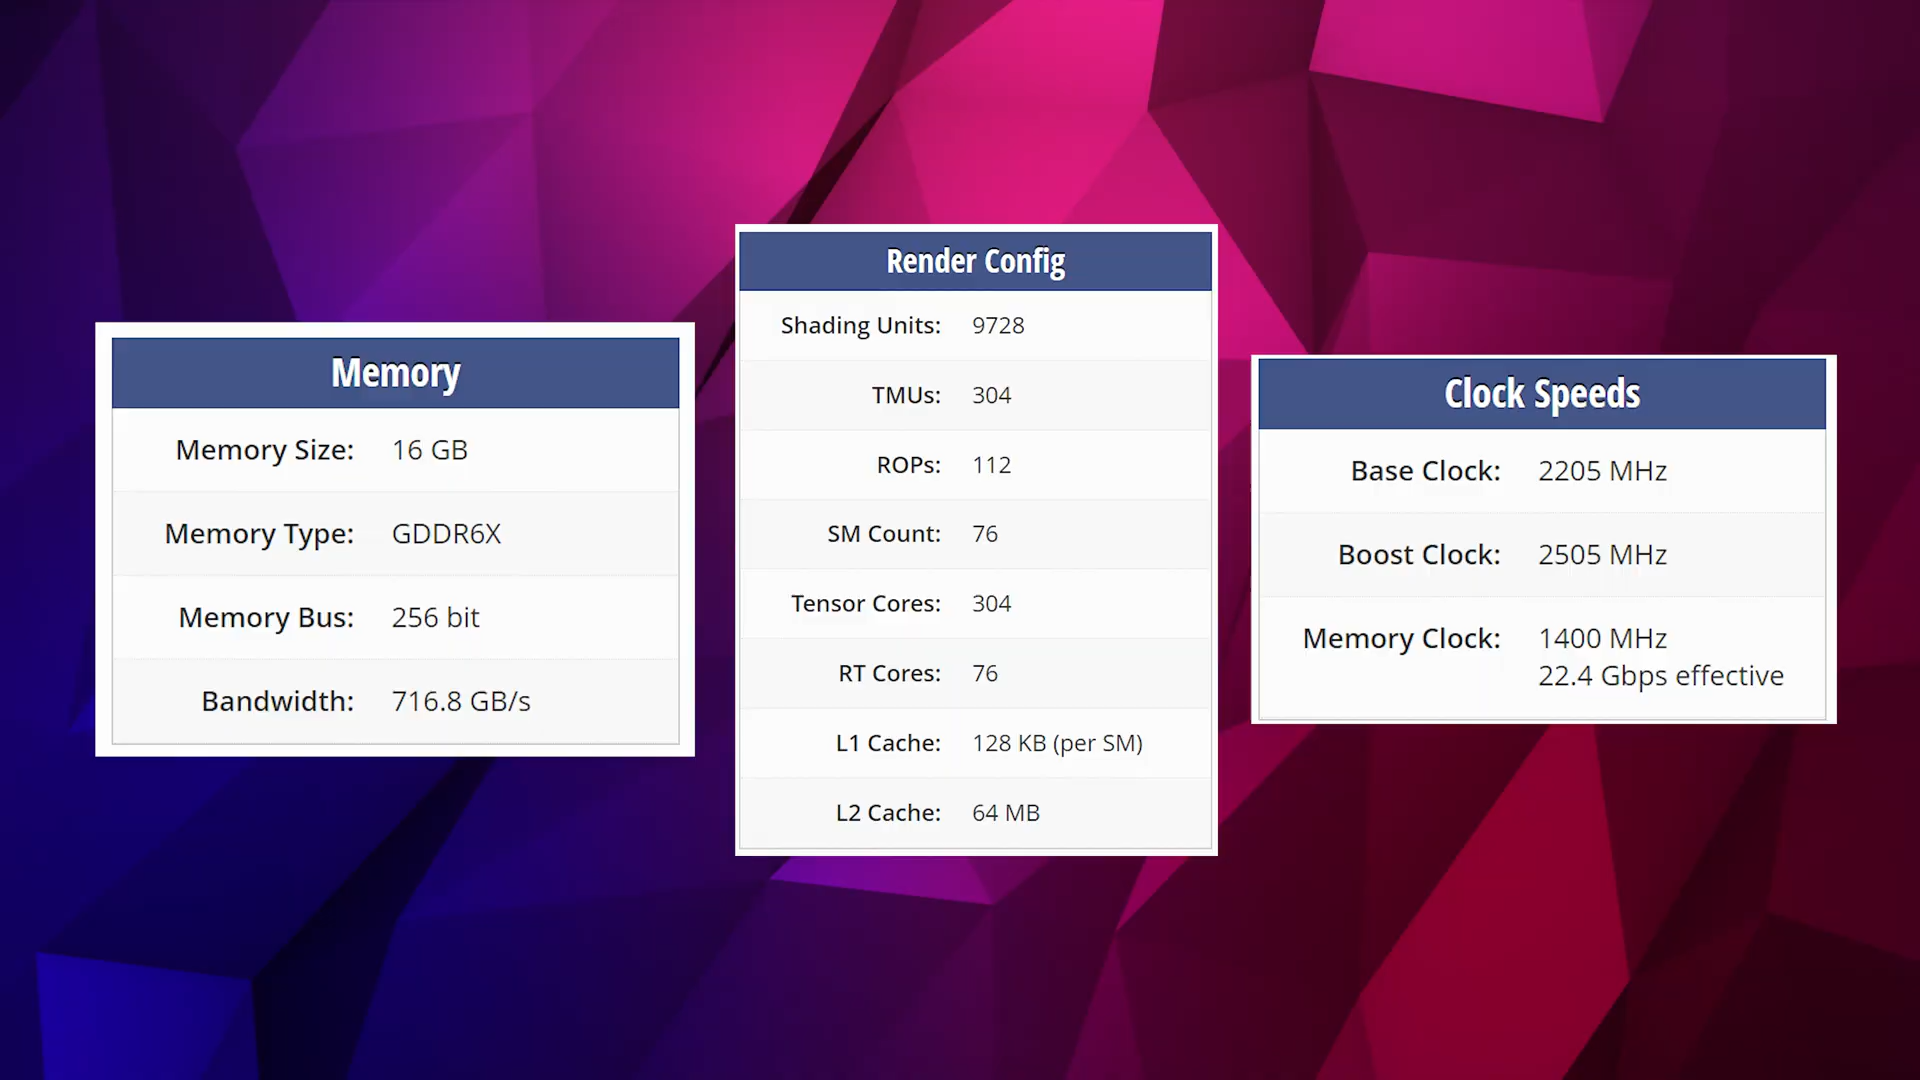 Memory
Memory Size: 16 GB
Memory Type: GDDR6X
Memory Bus: 256 bit
Bandwidth: 716.8 GB/s
Render Config
Shading Units: 9728
TMUs: 304
ROPs: 112
SM Count: 76
Tensor Cores: 304
RT Cores: 76
L1 Cache: 128 KB (per SM)
L2 Cache: 64 MB
Clock Speeds
Base Clock: 2205 MHz
Boost Clock: 2505 MHz
Memory Clock: 1400 MHz
22.4 Gbps effective